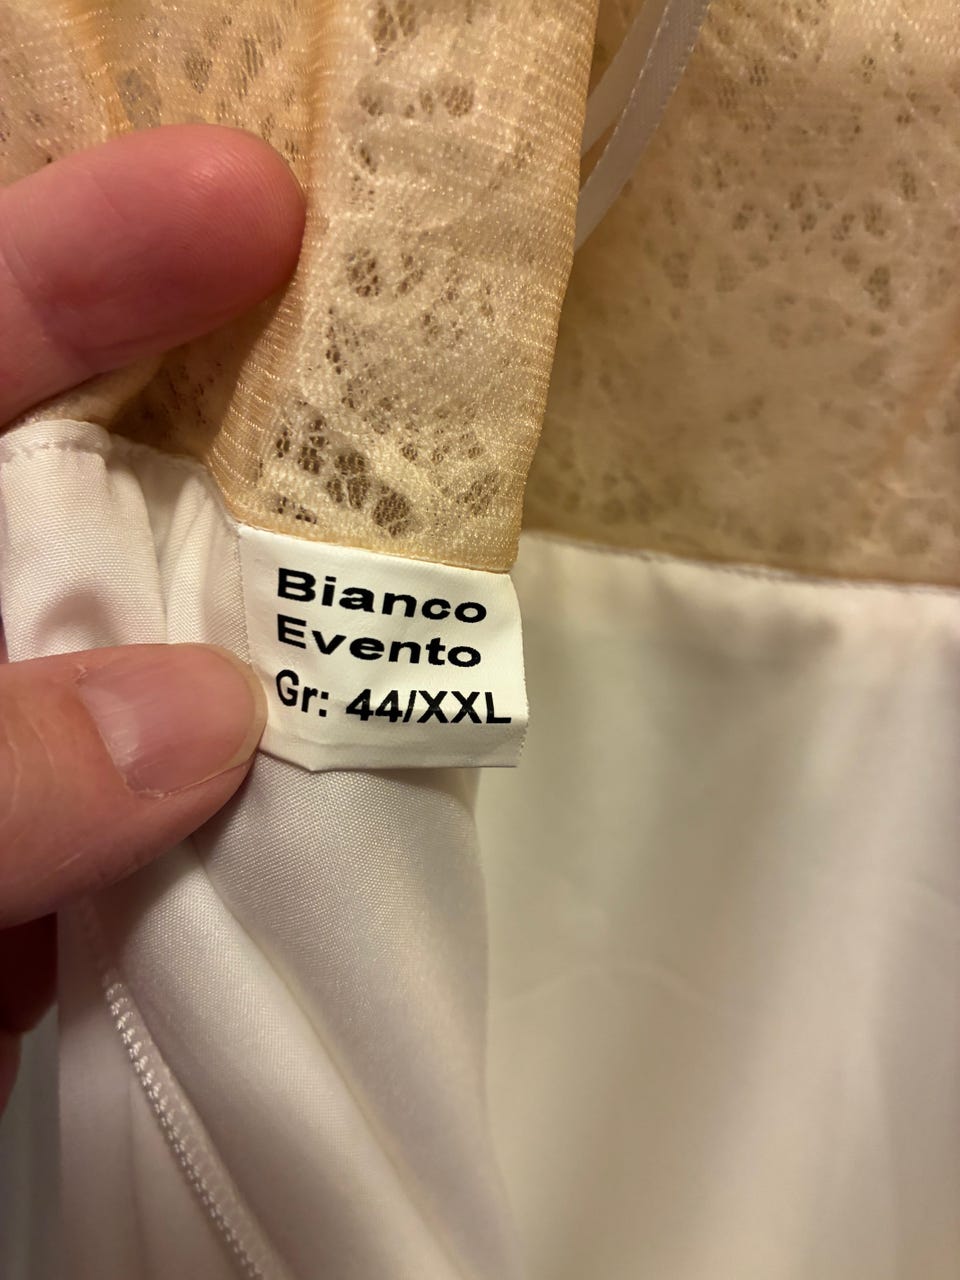 Bianco
Evento
Gr: 44/XXL